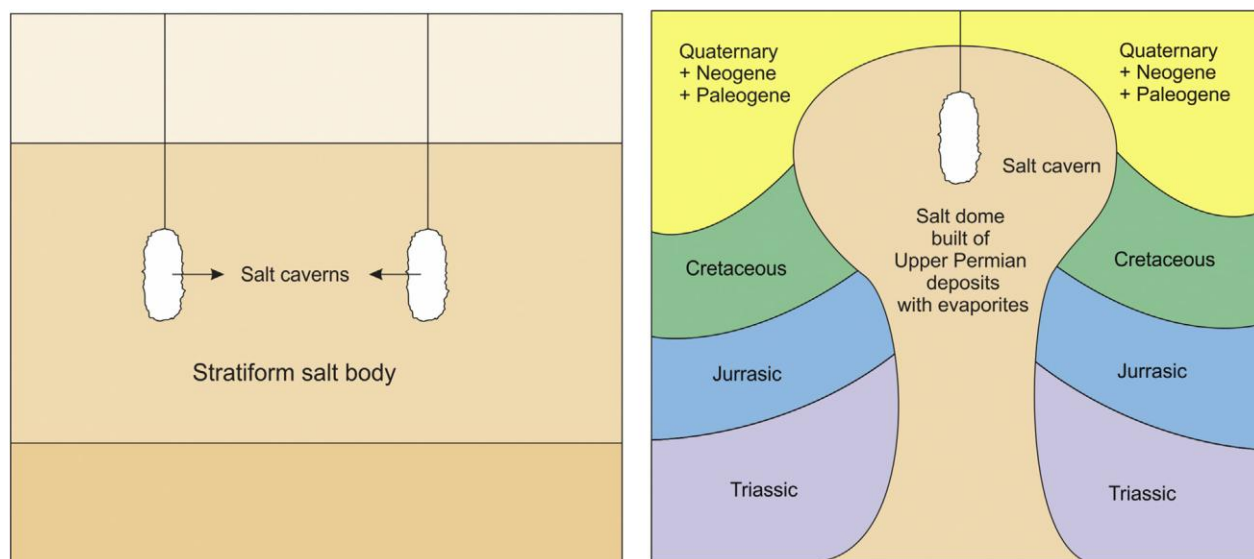 Salt caverns
Stratiform salt body
Quaternary
+ Neogene
+ Paleogene
Quaternary
+ Neogene
+ Paleogene
Salt cavern
Salt dome
built of
Upper Permian
deposits
with evaporites
Cretaceous
Cretaceous
Jurrasic
Jurrasic
Triassic
Triassic